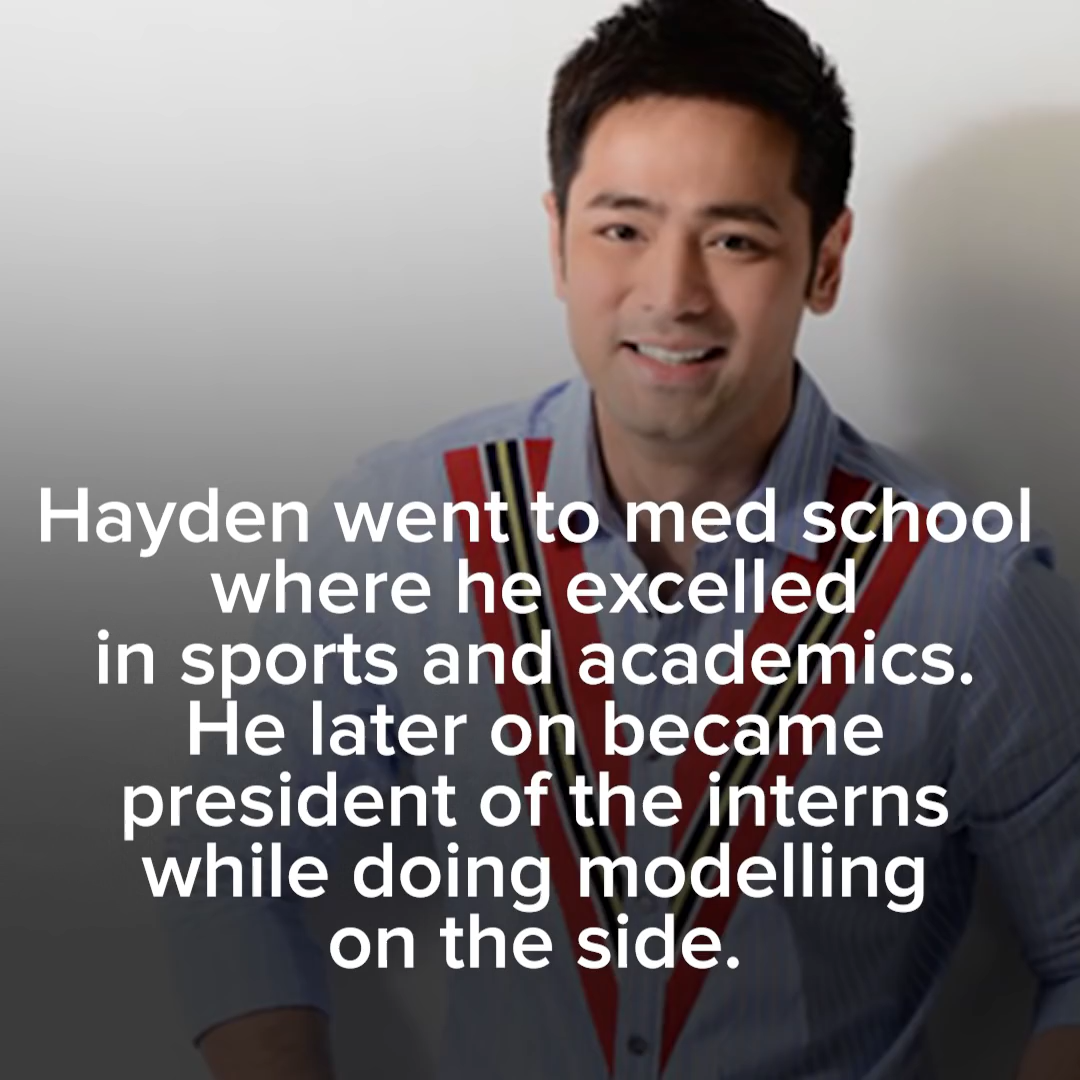 Hayden went to med school
where he excelled
in sports and academics.
He later on became
president of the interns
while doing modelling
on the side.